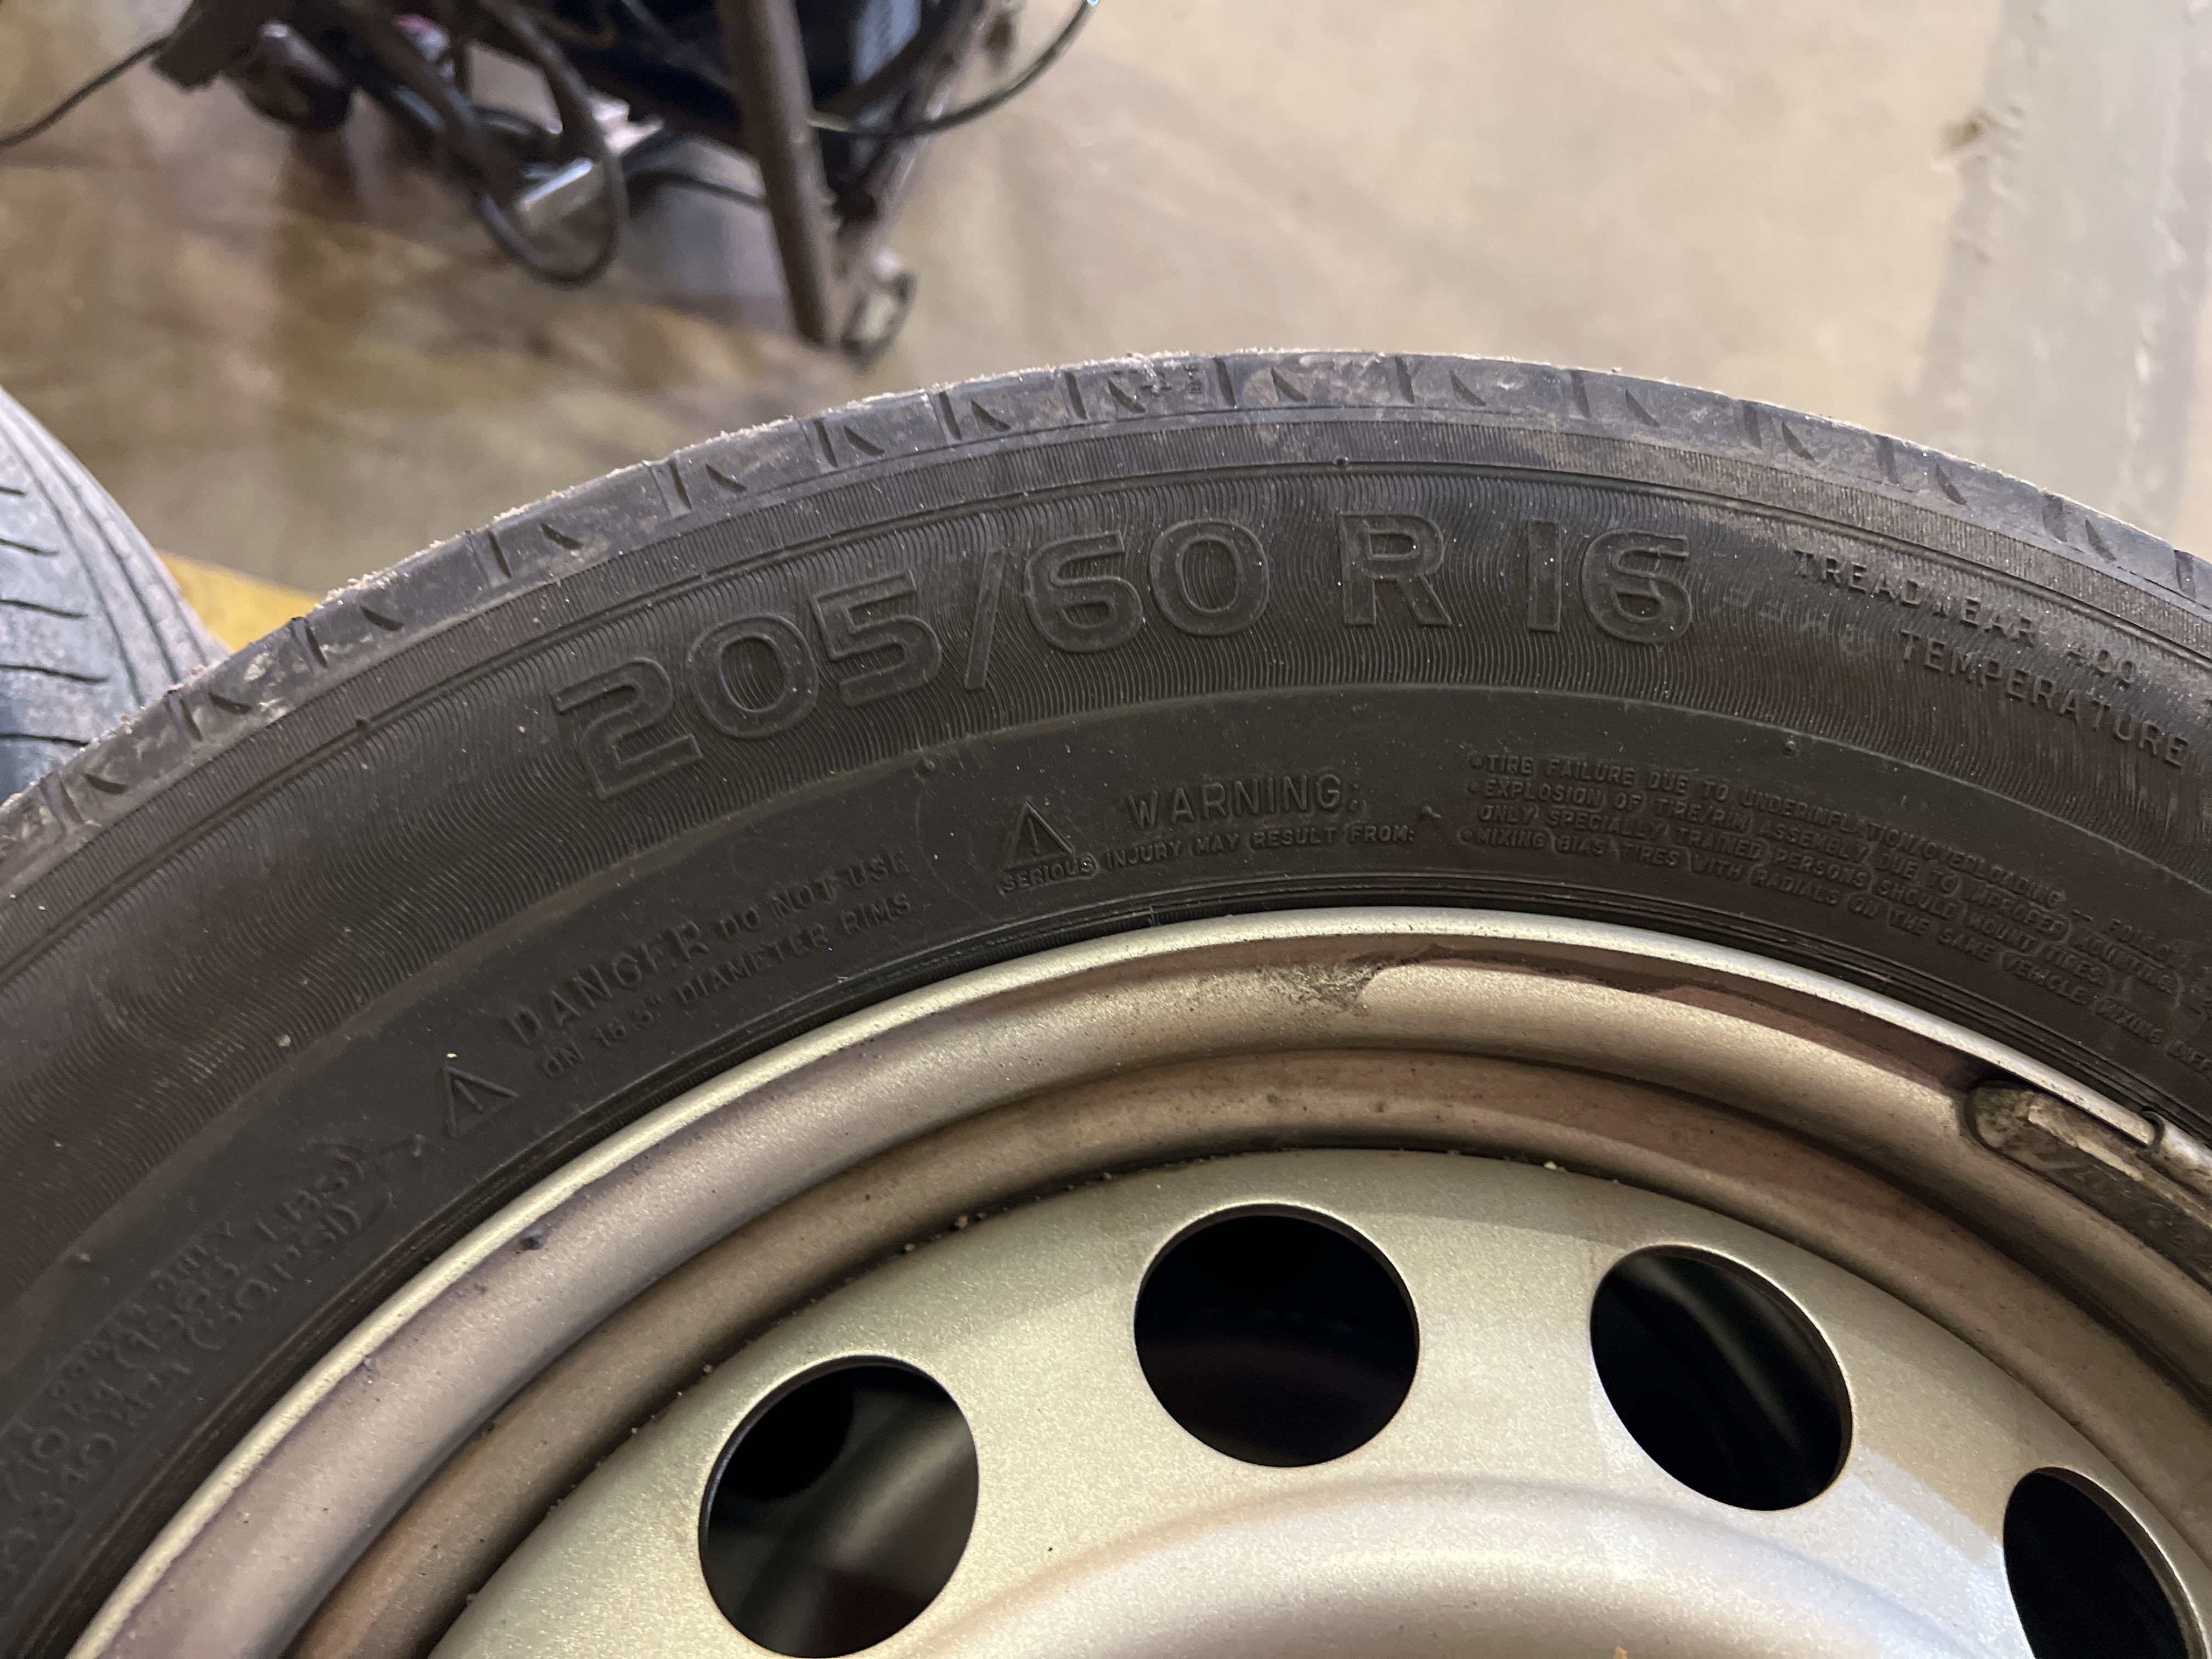 205/60 R 16
TREADWEAR 400
TEMPERATURE
WARNING:
SERIOUS INJURY MAY RESULT FROM:
•TIRE FAILURE DUE TO UNDERINFLATION/OVERLOADING
•EXPLOSION OF TIRE/RIM ASSEMBLY DUE TO IMPROPER MOUNTING
ONLY SPECIALLY TRAINED PERSONS SHOULD MOUNT TIRES
•MIXING BIAS TIRES WITH RADIALS ON THE SAME VEHICLE
DANGER DO NOT USE
ON 16.5" DIAMETER RIMS